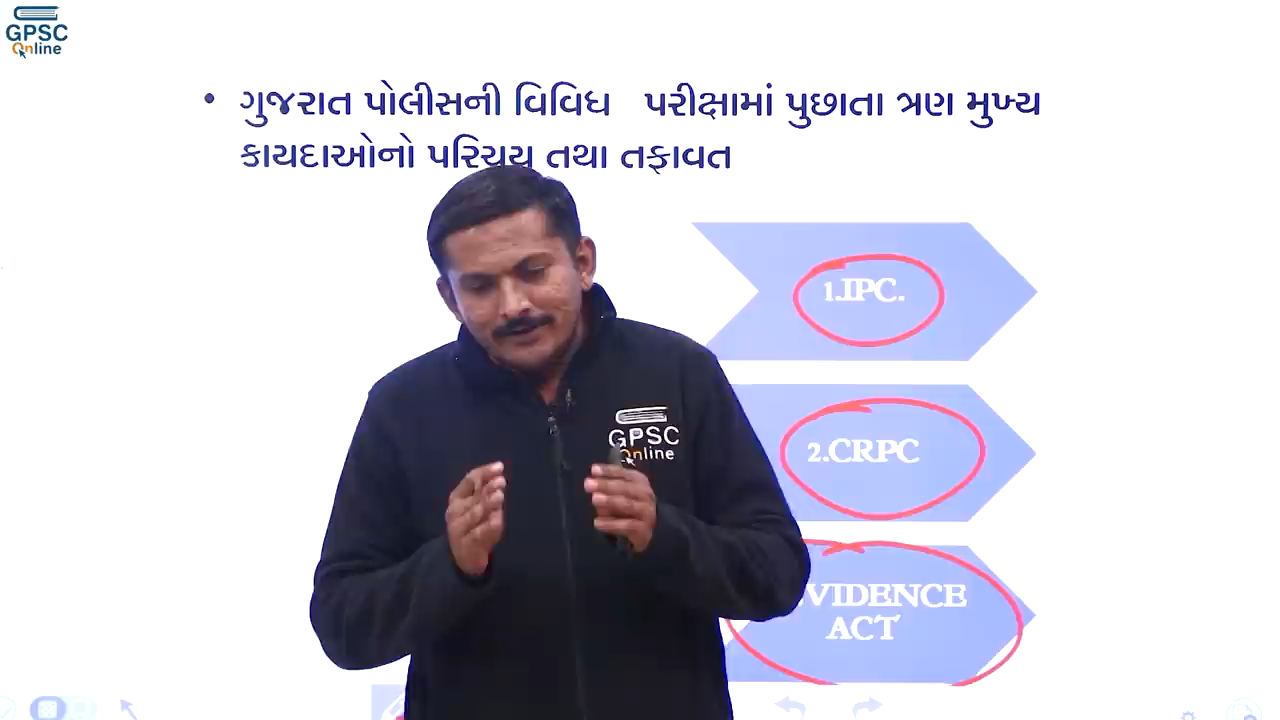 GPSC
Online
• ગુજરાત પોલીસની વિવિધ પરીક્ષામાં પુછાતા ત્રણ મુખ્ય
કાયદાઓનો પરિચય તથા તફાવત
1.IPC.
2.CRPC
GPSC
Online
ACT